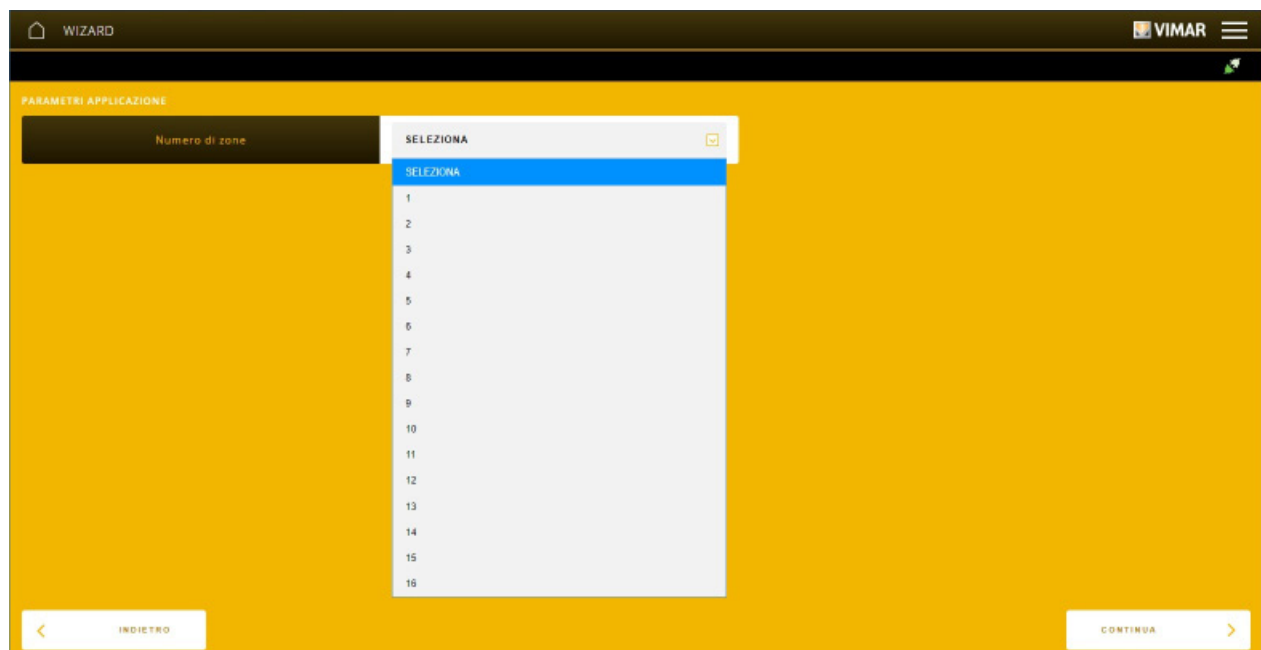 WIZARD
VIMAR
PARAMETRI APPLICAZIONE
Numero di zone
SELEZIONA
SELEZIONA
1
2
3
4
5
6
7
8
9
10
11
12
13
14
15
16
INDIETRO
CONTINUA